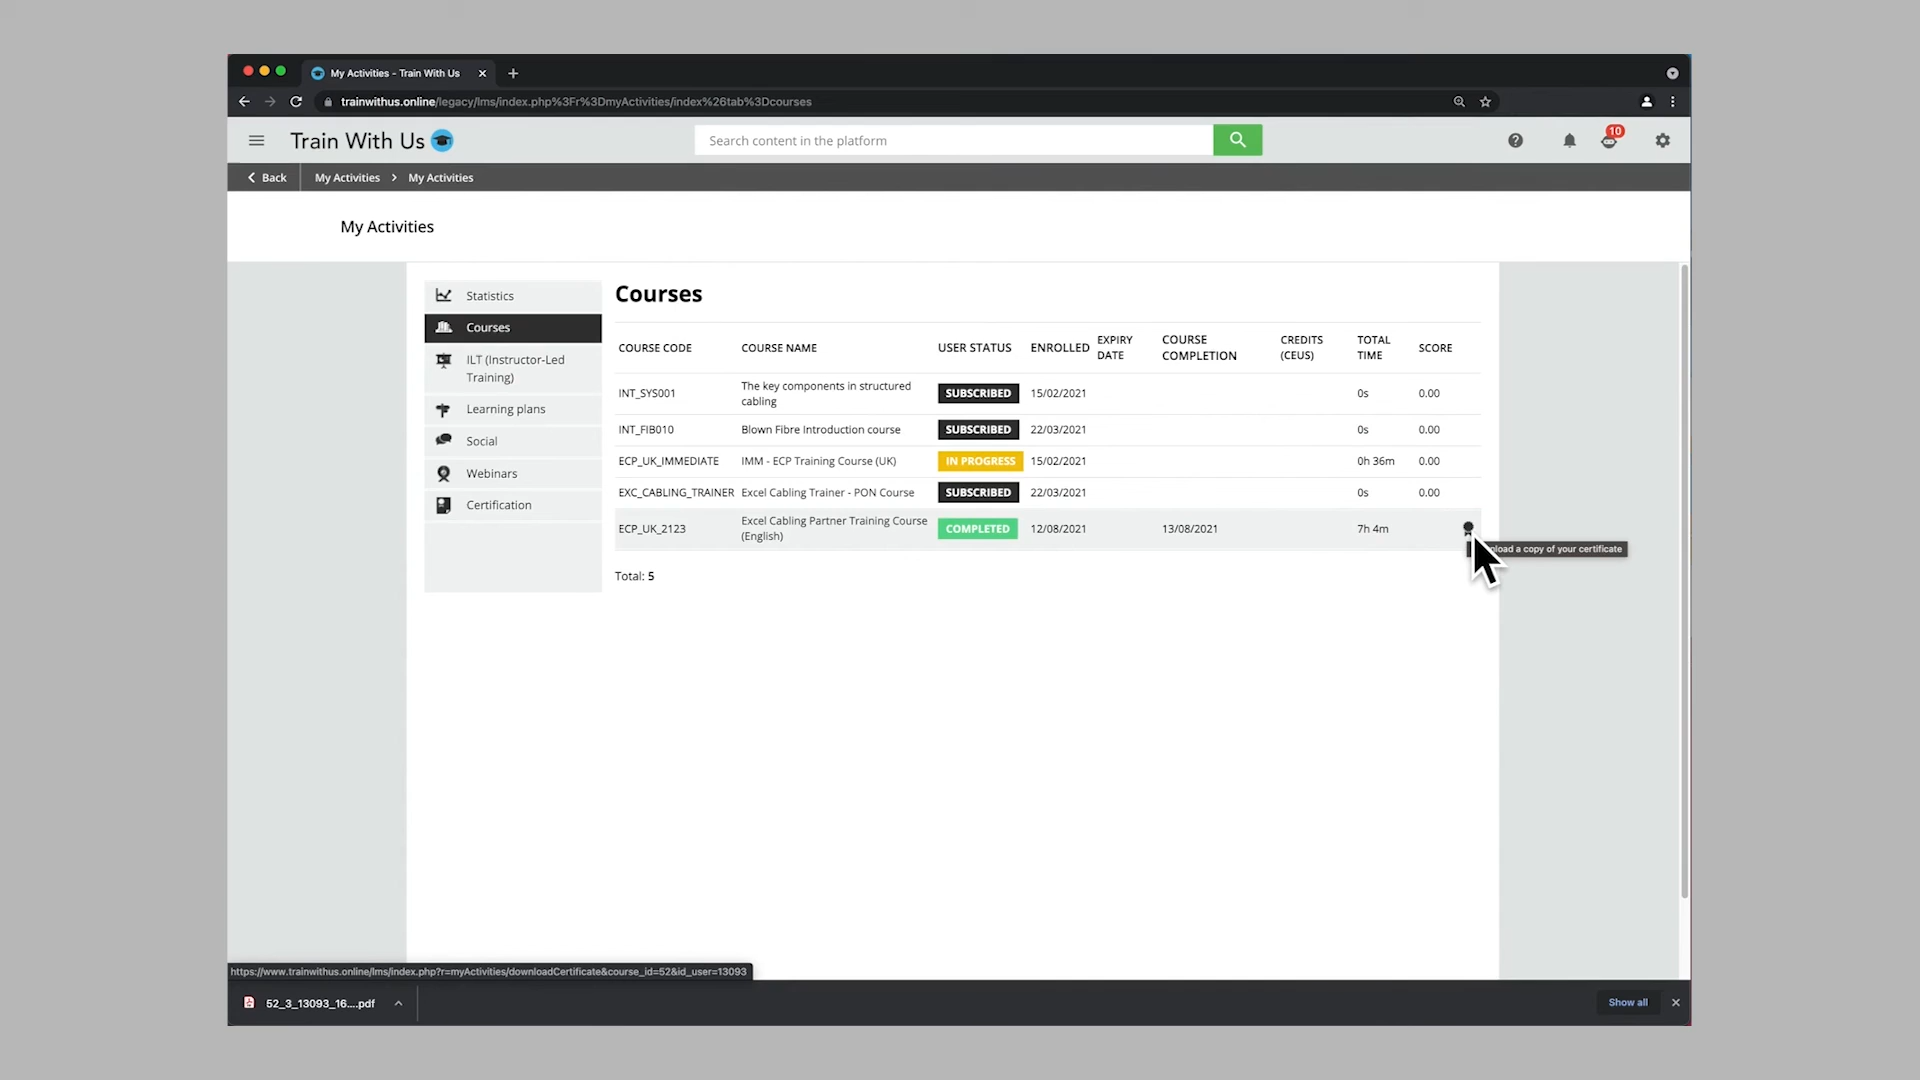 My Activities - Train With Us
trainwithus.online/legacy/lms/index.php%3Fr%3DmyActivities/index%26tab%3Dcourses
Train With Us
Search content in the platform
10
Back
My Activities > My Activities
My Activities
Statistics
Courses
ILT (Instructor-Led
Training)
Learning plans
Social
Webinars
Certification
Courses
COURSE CODE COURSE NAME USER STATUS ENROLLED EXPIRY DATE COURSE COMPLETION CREDITS (CEUS) TOTAL TIME SCORE
INT_SYS001 The key components in structured cabling SUBSCRIBED 15/02/2021 0s 0.00
INT_FIB010 Blown Fibre Introduction course SUBSCRIBED 22/03/2021 0s 0.00
ECP_UK_IMMEDIATE IMM - ECP Training Course (UK) IN PROGRESS 15/02/2021 0h 36m 0.00
EXC_CABLING_TRAINER Excel Cabling Trainer - PON Course SUBSCRIBED 22/03/2021 0s 0.00
ECP_UK_2123 Excel Cabling Partner Training Course (English) COMPLETED 12/08/2021 13/08/2021 7h 4m
a copy of your certificate
Total: 5
https://www.trainwithus.online/lms/index.php?r=myActivities/downloadCertificate&course_id=52&id_user=13093
52_3_13093_16....pdf
Show all